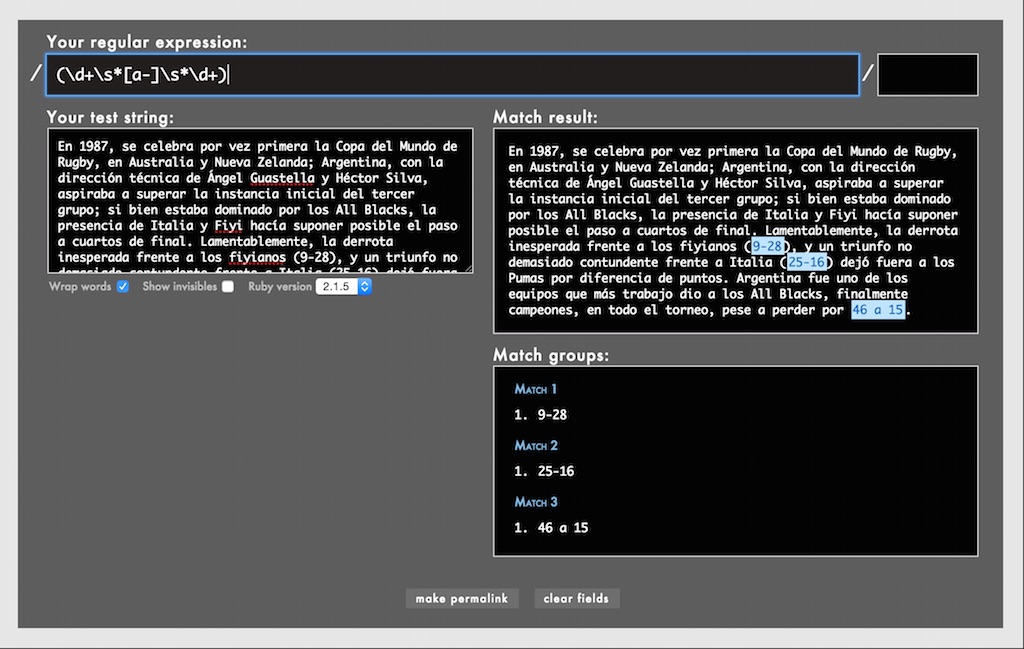 Your regular expression:
/ (\d+\s*[a-]\s*\d+) /
Your test string:
En 1987, se celebra por vez primera la Copa del Mundo de
Rugby, en Australia y Nueva Zelanda; Argentina, con la
dirección técnica de Ángel Guastella y Héctor Silva,
aspiraba a superar la instancia inicial del tercer
grupo; si bien estaba dominado por los All Blacks, la
presencia de Italia y Fiyi hacía suponer posible el paso
a cuartos de final. Lamentablemente, la derrota
inesperada frente a los fivianos (9-28), y un triunfo no
demasiado contundente frente a Italia (25-16) dejó fuera
Wrap words Show invisibles Ruby version 2.1.5
Match result:
En 1987, se celebra por vez primera la Copa del Mundo de Rugby,
en Australia y Nueva Zelanda; Argentina, con la dirección
técnica de Ángel Guastella y Héctor Silva, aspiraba a superar
la instancia inicial del tercer grupo; si bien estaba dominado
por los All Blacks, la presencia de Italia y Fiyi hacía suponer
posible el paso a cuartos de final. Lamentablemente, la derrota
inesperada frente a los fiyianos (9-28), y un triunfo no
demasiado contundente frente a Italia (25-16) dejó fuera a los
Pumas por diferencia de puntos. Argentina fue uno de los
equipos que más trabajo dio a los All Blacks, finalmente
campeones, en todo el torneo, pese a perder por 46 a 15.
Match groups:
Match 1
1. 9-28
Match 2
1. 25-16
Match 3
1. 46 a 15
make permalink clear fields